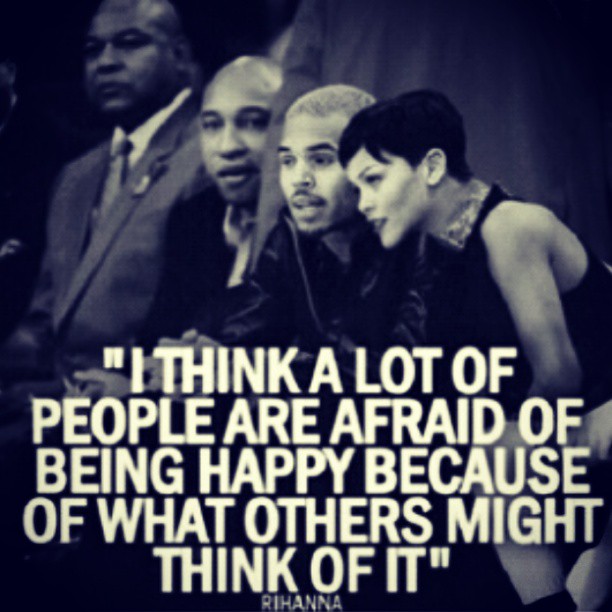 "I THINK A LOT OF
PEOPLE ARE AFRAID OF
BEING HAPPY BECAUSE
OF WHAT OTHERS MIGHT
THINK OF IT"
RIHANNA